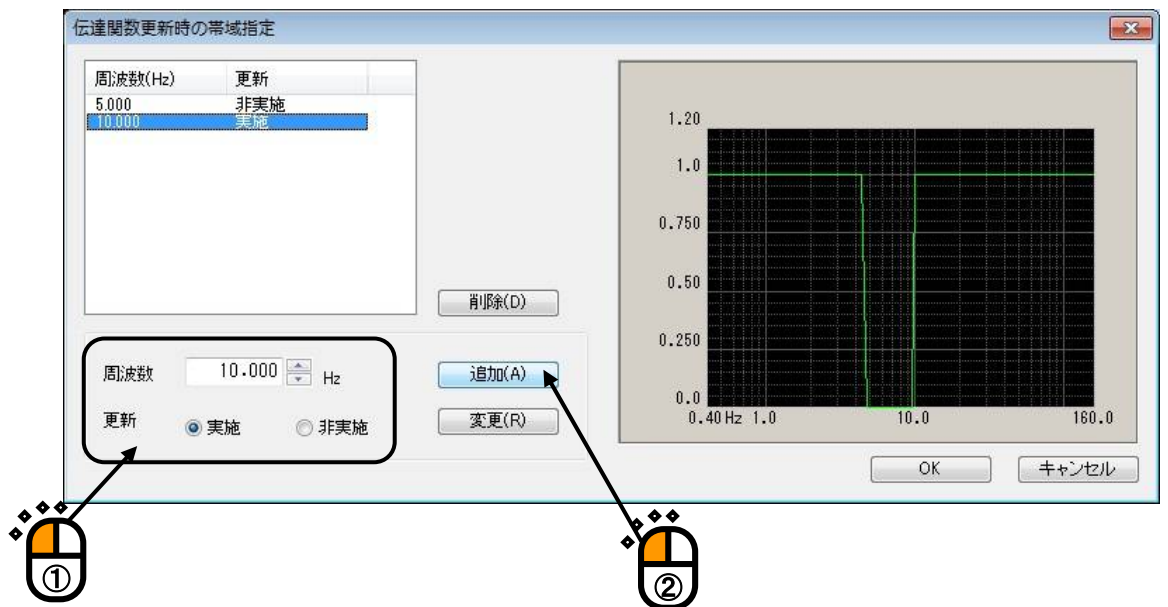 伝達関数更新時の帯域指定
周波数(Hz) 更新
5.000 非実施
10.000 実施
削除(D)
周波数 10.000 Hz
追加(A)
更新 実施 非実施
変更(R)
1.20
1.0
0.750
0.50
0.250
0.0
0.40Hz 1.0 10.0 160.0
OK キャンセル
① ②